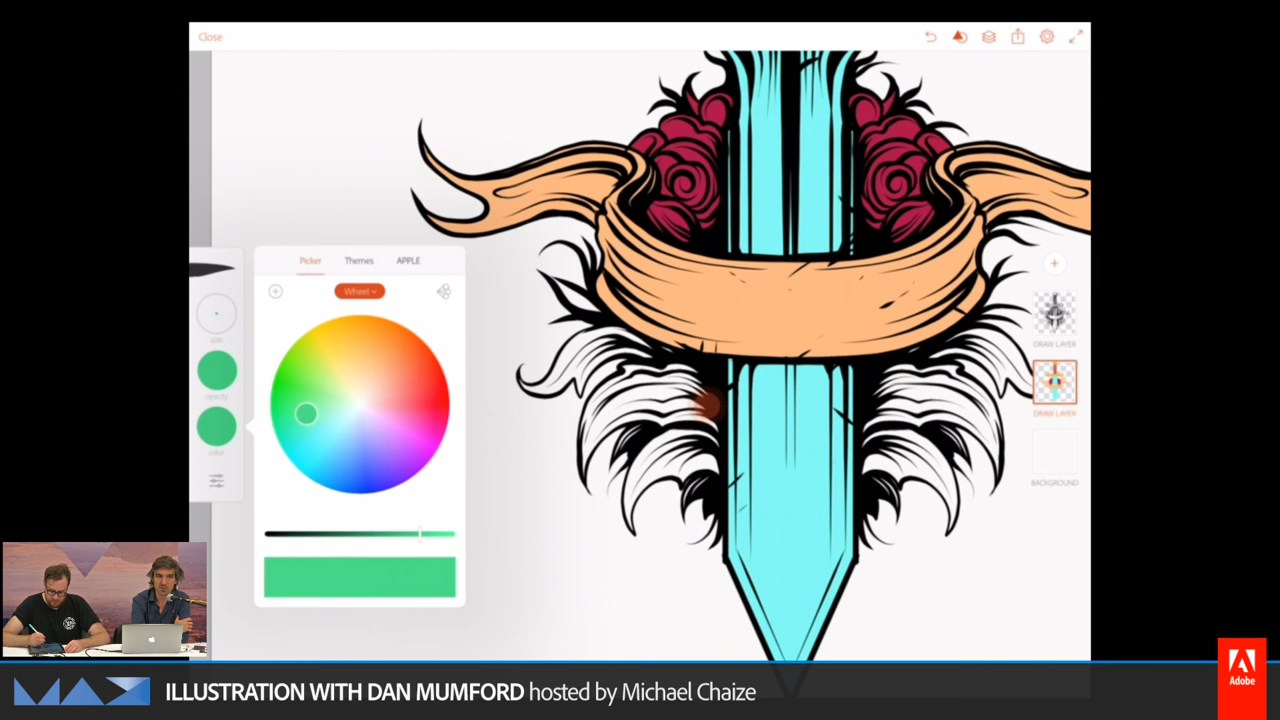 Close
Picker Themes APPLE
Wheel
size
opacity
color
DRAW LAYER
DRAW LAYER
BACKGROUND
MAX ILLUSTRATION WITH DAN MUMFORD hosted by Michael Chaize
Adobe